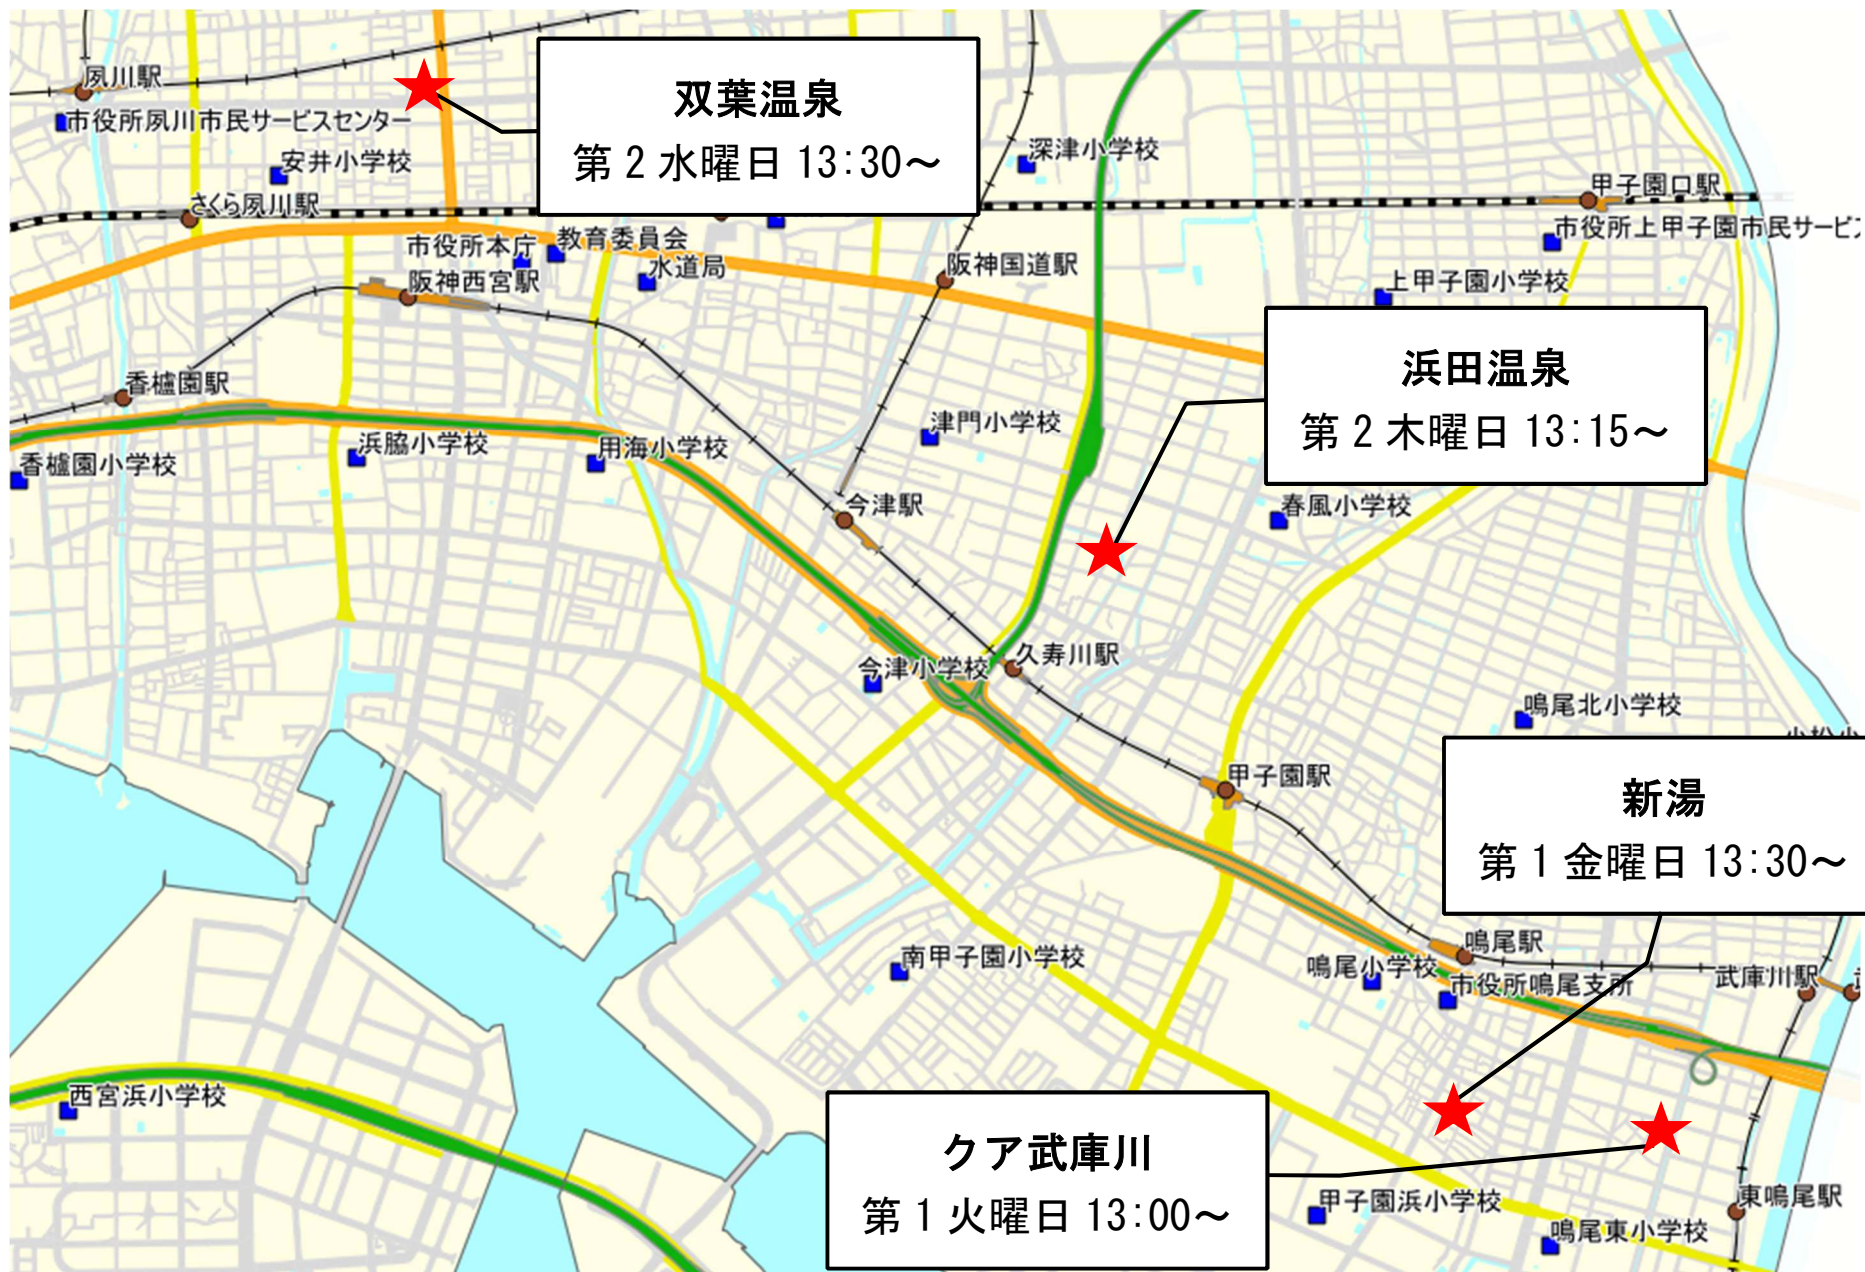 夙川駅
双葉温泉
第2水曜日 13:30~
市役所夙川市民サービスセンター
安井小学校
深津小学校
さくら夙川駅
甲子園口駅
市役所本庁
教育委員会
水道局
阪神国道駅
市役所上甲子園市民サービス
阪神西宮駅
上甲子園小学校
浜田温泉
第2木曜日 13:15~
香櫨園駅
香櫨園小学校
浜脇小学校
用海小学校
津門小学校
今津駅
春風小学校
今津小学校
久寿川駅
鳴尾北小学校
甲子園駅
新湯
第1金曜日 13:30~
南甲子園小学校
鳴尾小学校
鳴尾駅
市役所鳴尾支所
武庫川駅
西宮浜小学校
クア武庫川
第1火曜日 13:00~
甲子園浜小学校
東鳴尾駅
鳴尾東小学校